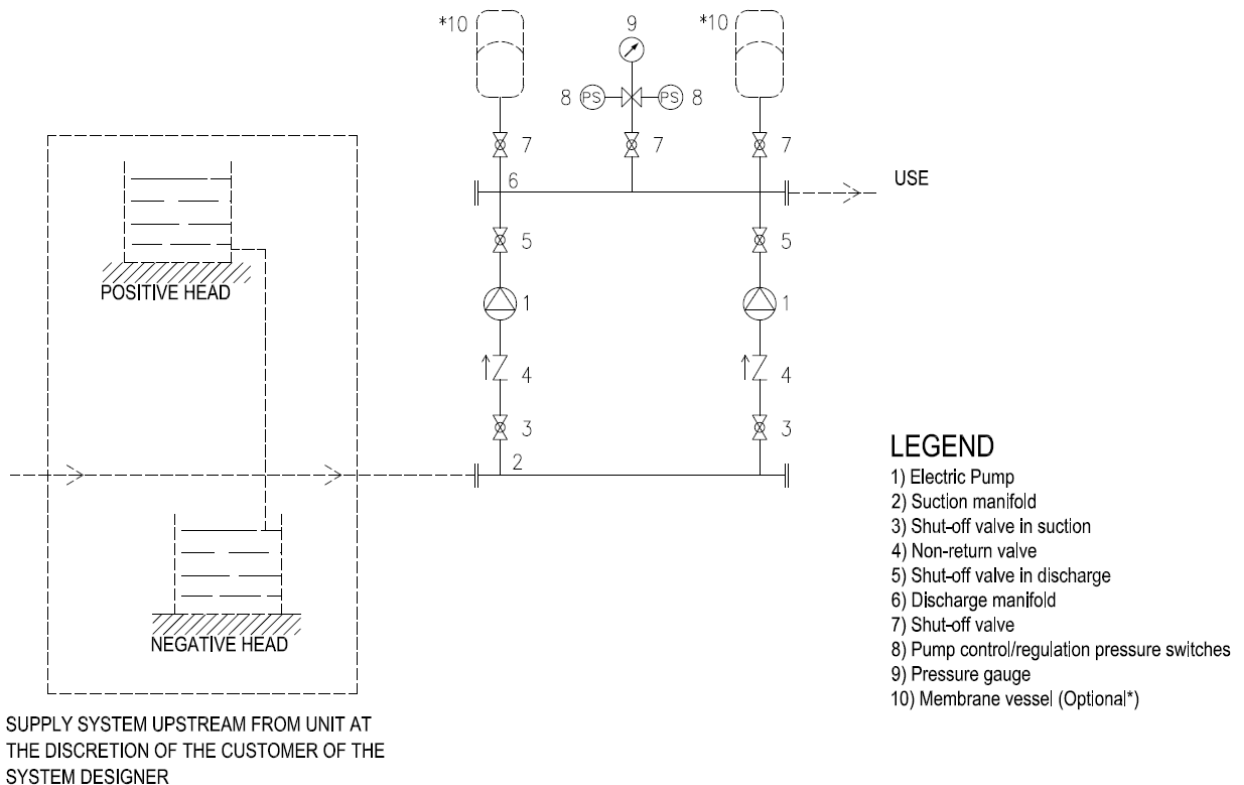 *10
9
*10
8
PS
PS
8
7
7
7
6
USE
5
5
POSITIVE HEAD
1
1
4
4
3
3
2
NEGATIVE HEAD
SUPPLY SYSTEM UPSTREAM FROM UNIT AT
THE DISCRETION OF THE CUSTOMER OF THE
SYSTEM DESIGNER
LEGEND
1) Electric Pump
2) Suction manifold
3) Shut-off valve in suction
4) Non-return valve
5) Shut-off valve in discharge
6) Discharge manifold
7) Shut-off valve
8) Pump control/regulation pressure switches
9) Pressure gauge
10) Membrane vessel (Optional*)